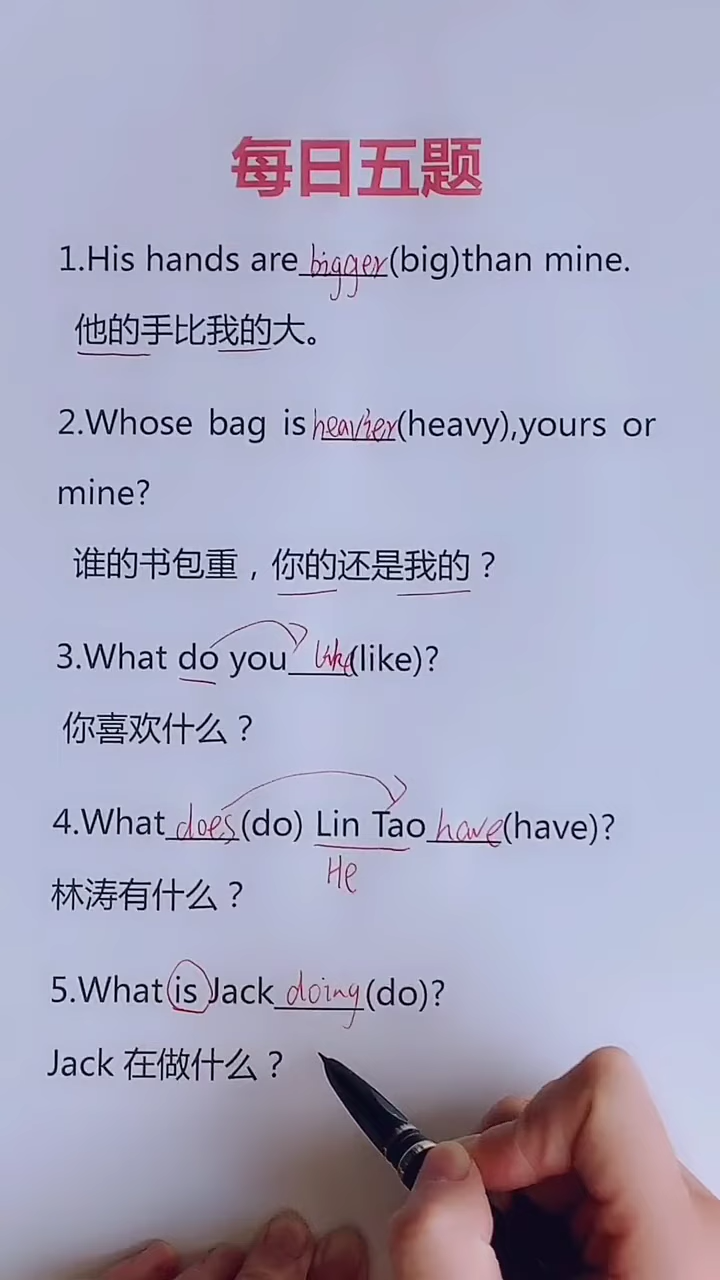 每日五题
1.His hands are bigger(big)than mine.
他的手比我的大。
2.Whose bag is heavier(heavy),yours or
mine?
谁的书包重，你的还是我的？
3.What do you like(like)?
你喜欢什么？
4.What does(do) Lin Tao have(have)?
He
林涛有什么？
5.What is Jack doing(do)?
Jack 在做什么？